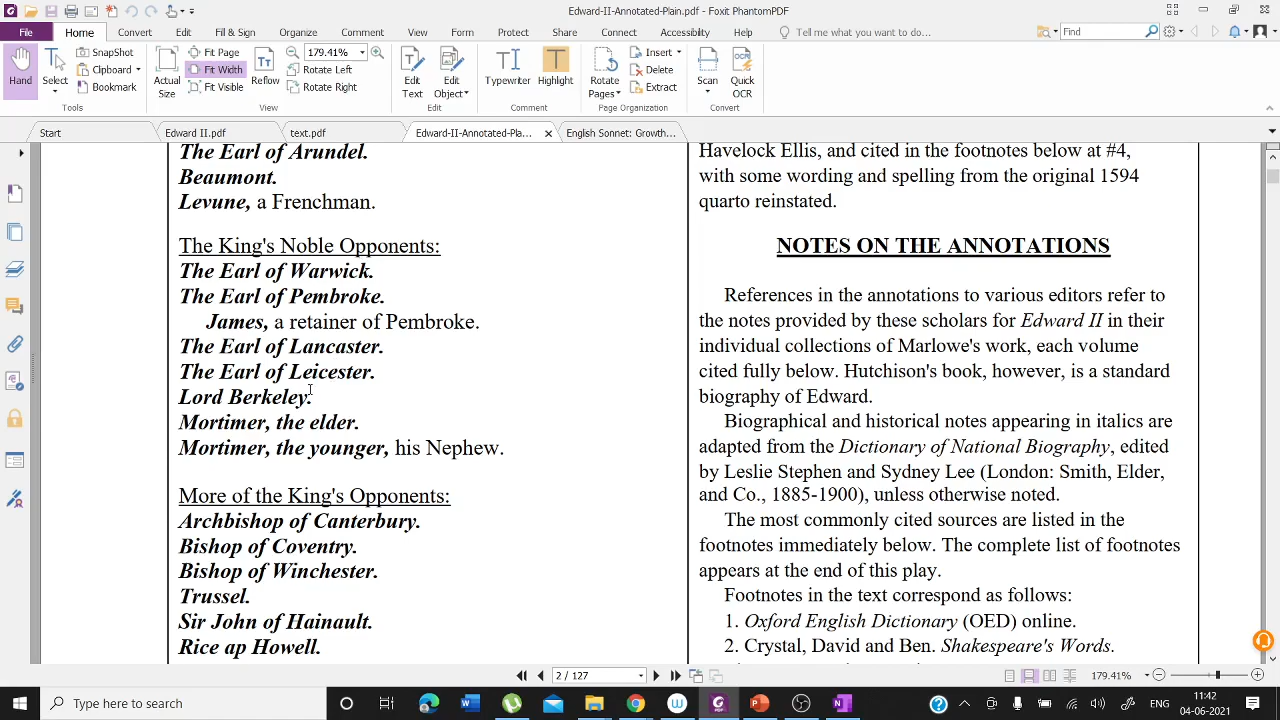 Edward-II-Annotated-Plain.pdf - Foxit PhantomPDF
File Home Convert Edit Fill & Sign Organize Comment View Form Protect Share Connect Accessibility Help Tell me what you want to do... Find
Hand
Select
SnapShot
Clipboard
Bookmark
Tools
Actual Size
Fit Page
Fit Width
Fit Visible
Reflow
179.41%
Rotate Left
Rotate Right
View
Edit Text
Edit Object
Edit
Typewriter
Highlight
Comment
Rotate Pages
Insert
Delete
Extract
Page Organization
Scan
Quick OCR
Convert
Start Edward II.pdf text.pdf Edward-II-Annotated-Pla... English Sonnet: Growth...
The Earl of Arundel.
Beaumont.
Levune, a Frenchman.
The King's Noble Opponents:
The Earl of Warwick.
The Earl of Pembroke.
James, a retainer of Pembroke.
The Earl of Lancaster.
The Earl of Leicester.
Lord Berkeley.
Mortimer, the elder.
Mortimer, the younger, his Nephew.
More of the King's Opponents:
Archbishop of Canterbury.
Bishop of Coventry.
Bishop of Winchester.
Trussel.
Sir John of Hainault.
Rice ap Howell.
Havelock Ellis, and cited in the footnotes below at #4,
with some wording and spelling from the original 1594
quarto reinstated.
NOTES ON THE ANNOTATIONS
References in the annotations to various editors refer to
the notes provided by these scholars for Edward II in their
individual collections of Marlowe's work, each volume
cited fully below. Hutchison's book, however, is a standard
biography of Edward.
Biographical and historical notes appearing in italics are
adapted from the Dictionary of National Biography, edited
by Leslie Stephen and Sydney Lee (London: Smith, Elder,
and Co., 1885-1900), unless otherwise noted.
The most commonly cited sources are listed in the
footnotes immediately below. The complete list of footnotes
appears at the end of this play.
Footnotes in the text correspond as follows:
1. Oxford English Dictionary (OED) online.
2. Crystal, David and Ben. Shakespeare's Words.
2 / 127
179.41%
Type here to search
ENG
11:42
04-06-2021